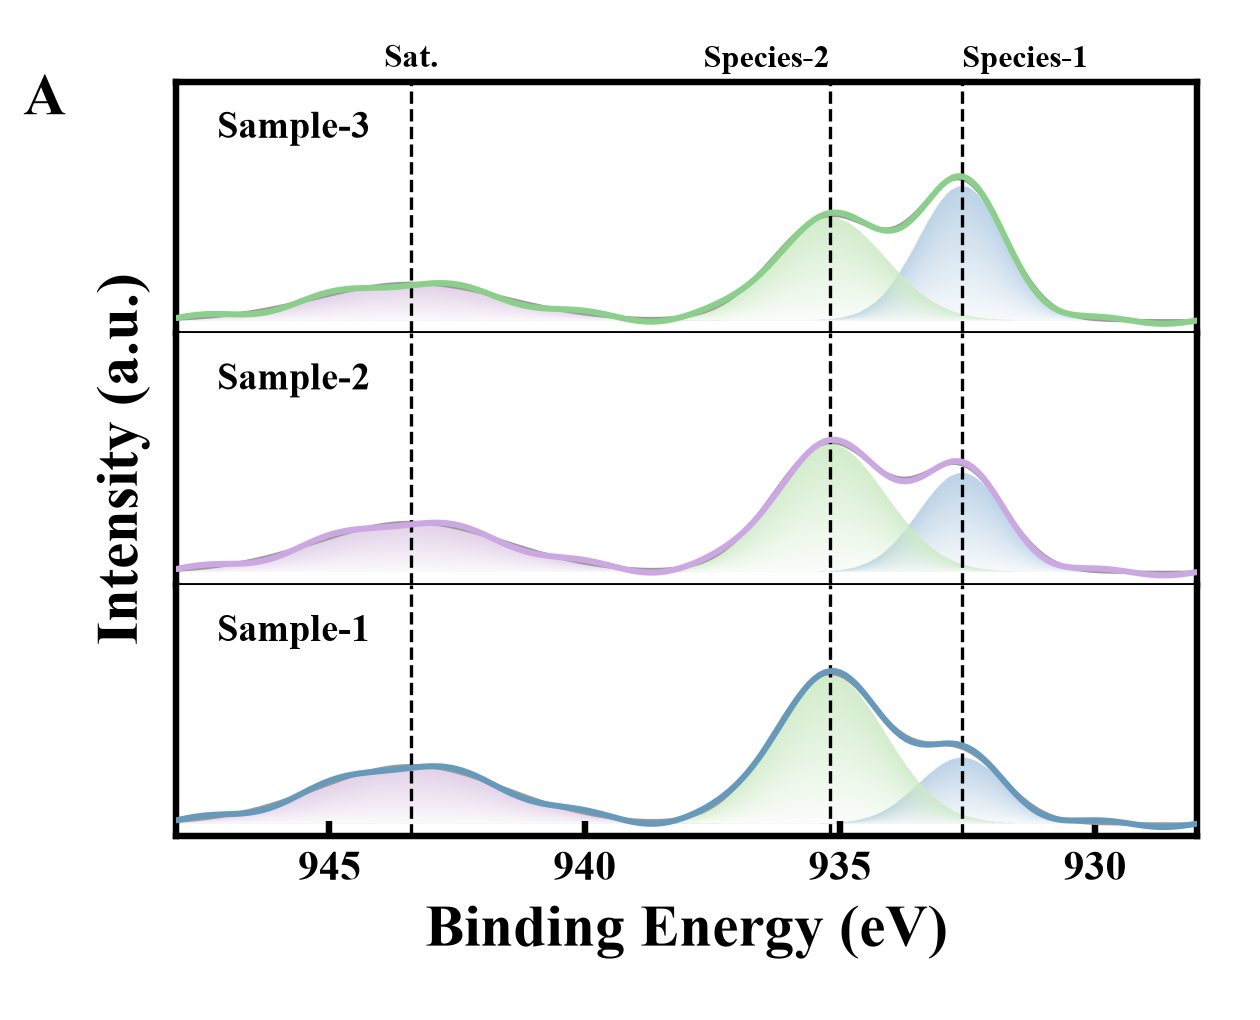 A
Sat. Species-2 Species-1
Sample-3
Sample-2
Sample-1
Intensity (a.u.)
945 940 935 930
Binding Energy (eV)